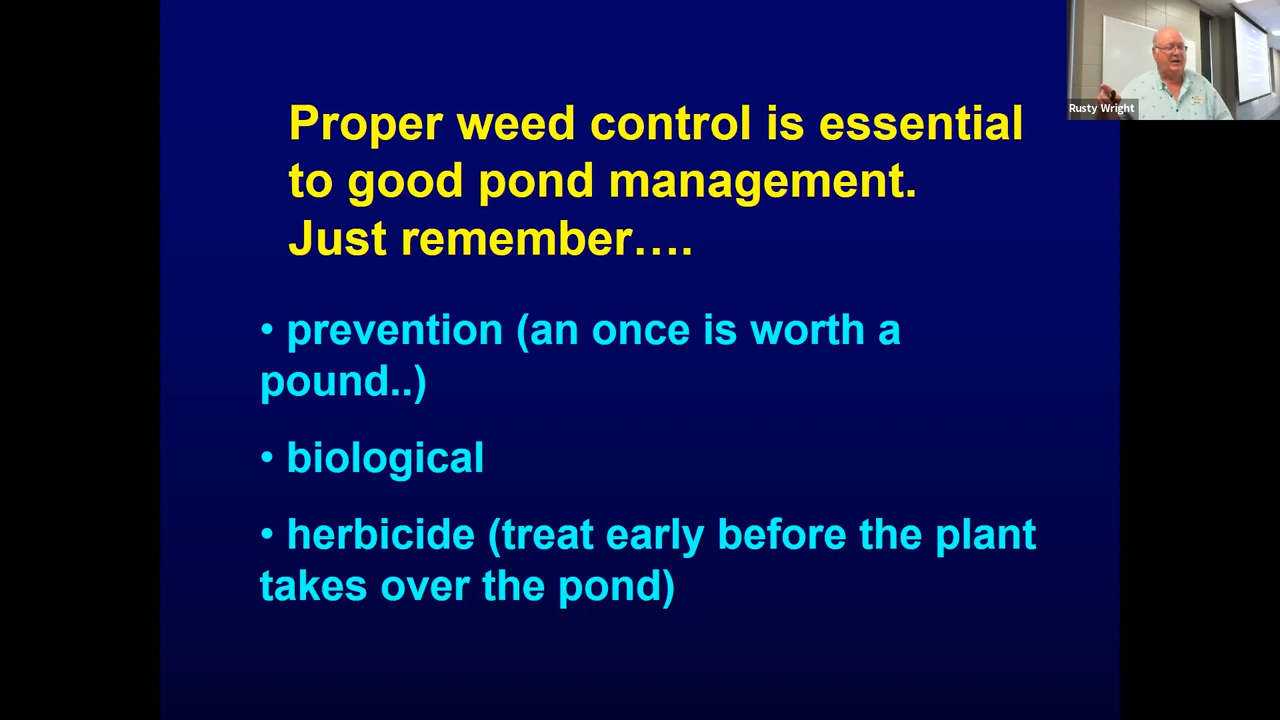 Proper weed control is essential
to good pond management.
Just remember….
• prevention (an once is worth a
pound..)
• biological
• herbicide (treat early before the plant
takes over the pond)
Rusty Wright